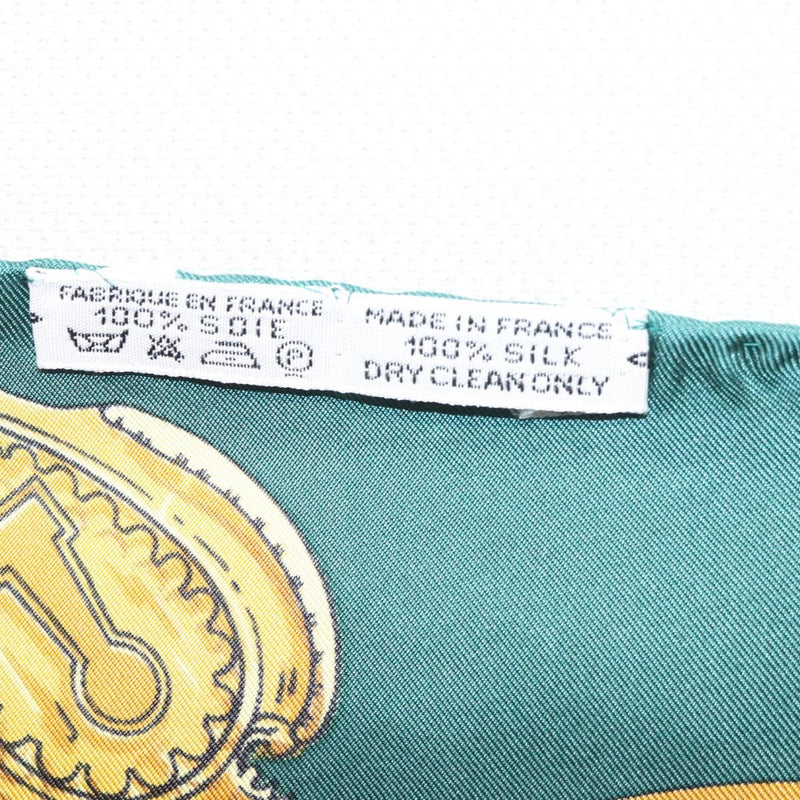 FABRIQUE EN FRANCE
100% SOIE
P
MADE IN FRANCE
100% SILK
DRY CLEAN ONLY